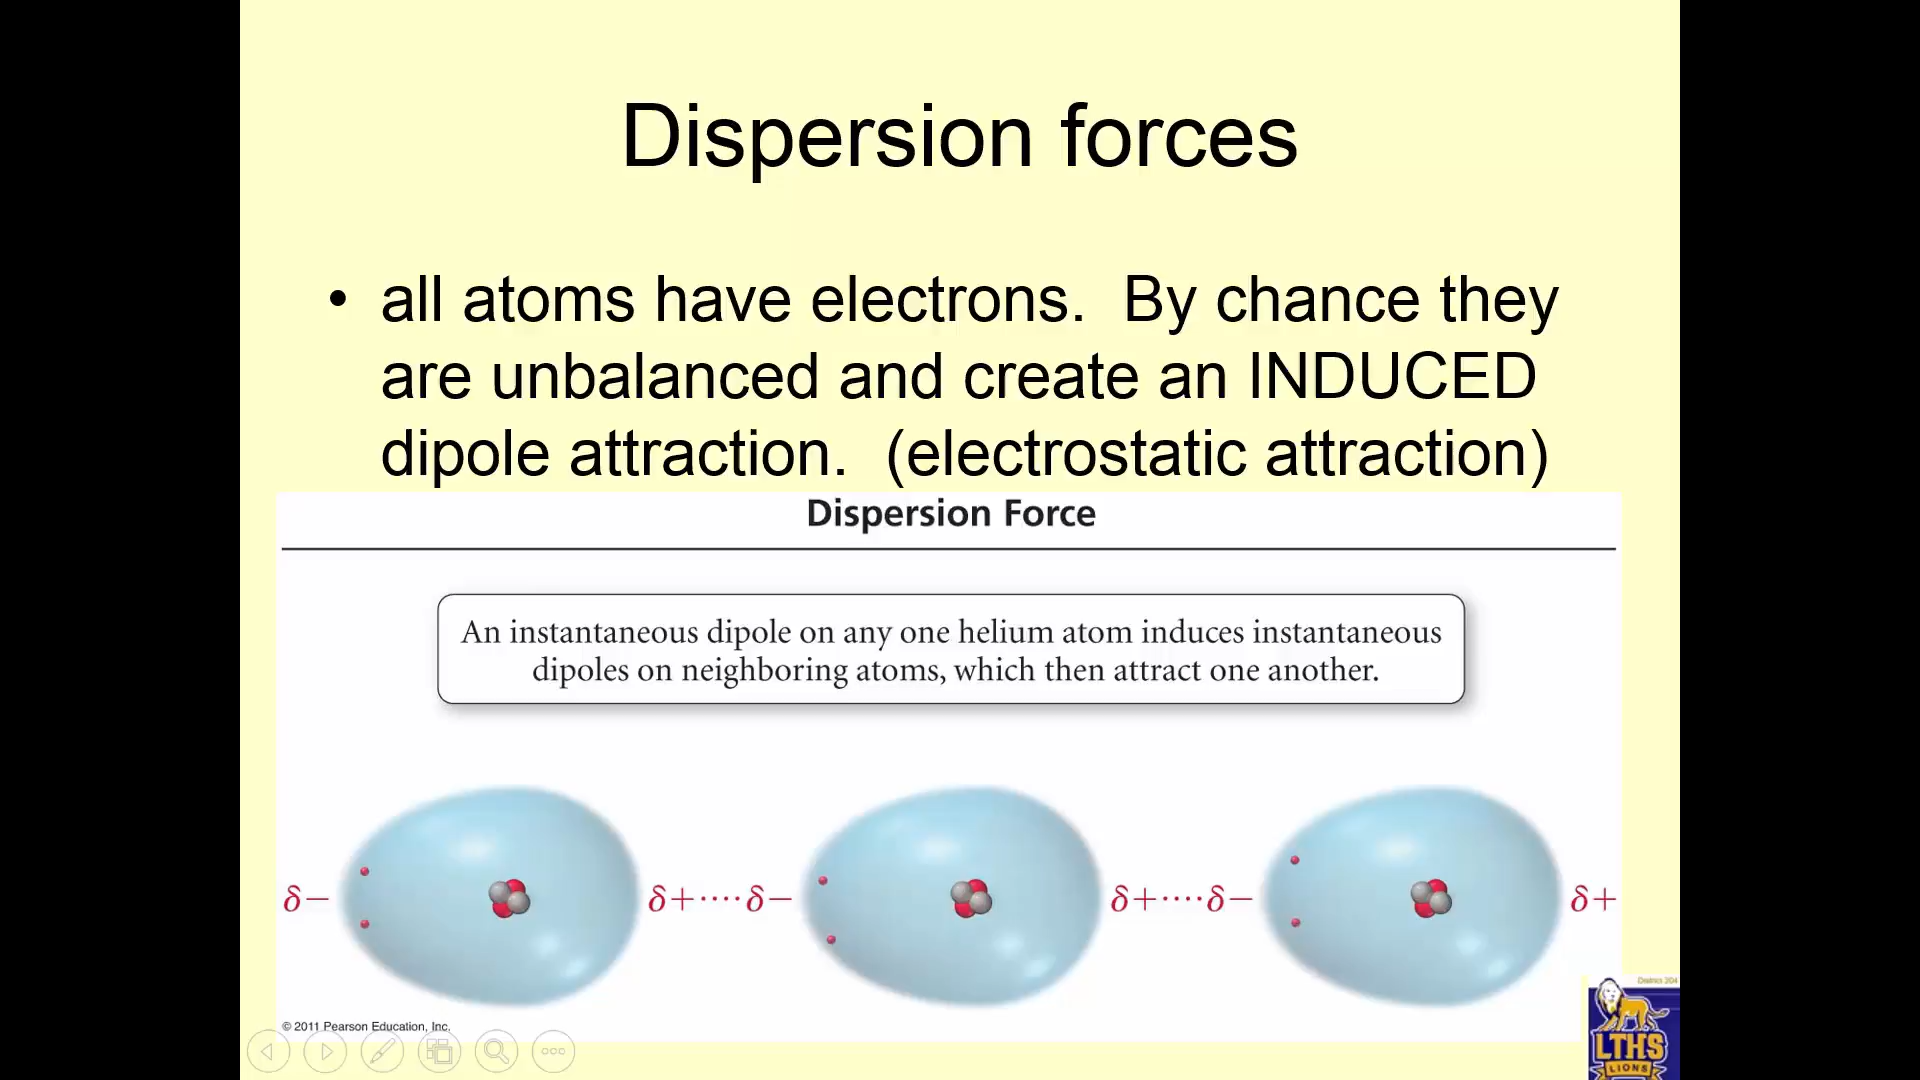 Dispersion forces
• all atoms have electrons.  By chance they
are unbalanced and create an INDUCED
dipole attraction.  (electrostatic attraction)
Dispersion Force
An instantaneous dipole on any one helium atom induces instantaneous
dipoles on neighboring atoms, which then attract one another.
δ− δ+····δ− δ+····δ− δ+
© 2011 Pearson Education, Inc.
District 204
LTHS
LIONS